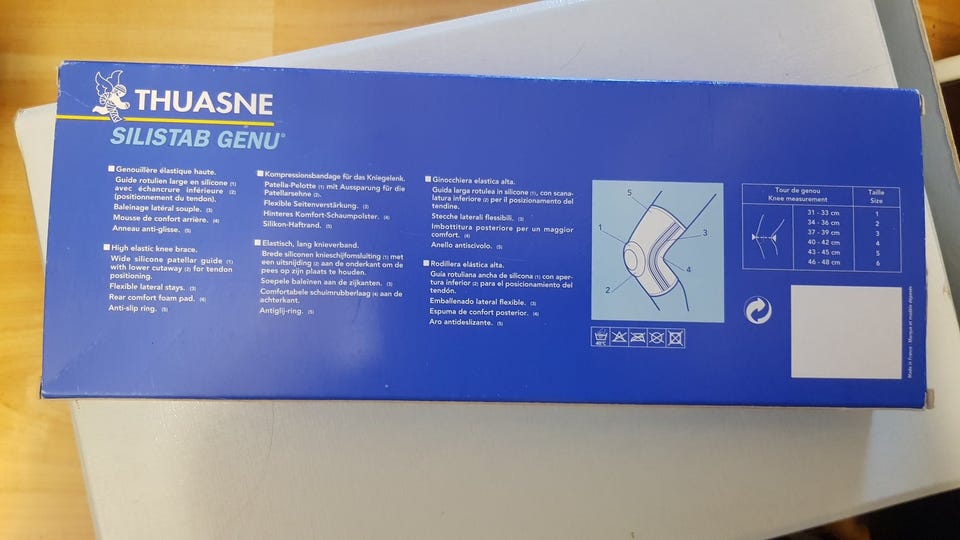 THUASNE
SILISTAB GENU®
Genouillère élastique haute.
Guide rotulien large en silicone (1)
avec échancrure inférieure (2)
(positionnement du tendon).
Baleinage latéral souple. (3)
Mousse de confort arrière. (4)
Anneau anti-glisse. (5)
High elastic knee brace.
Wide silicone patellar guide (1)
with lower cutaway (2) for tendon
positioning.
Flexible lateral stays. (3)
Rear comfort foam pad. (4)
Anti-slip ring. (5)
Kompressionsbandage für das Kniegelenk.
Patella-Pelotte (1) mit Aussparung für die
Patellarsehne (2).
Flexible Seitenverstärkung. (3)
Hinteres Komfort-Schaumpolster. (4)
Silikon-Haftrand. (5)
Elastisch, lang knieverband.
Brede siliconen knieschijfomsluiting (1) met
een uitsnijding (2) aan de onderkant om de
pees op zijn plaats te houden.
Soepele baleinen aan de zijkanten. (3)
Comfortabele schuimrubberlaag (4) aan de
achterkant.
Antiglij-ring. (5)
Ginocchiera elastica alta.
Guida larga rotulea in silicone (1), con scana-
latura inferiore (2) per il posizionamento del
tendine.
Stecche laterali flessibili. (3)
Imbottitura posteriore per un maggior
comfort. (4)
Anello antiscivolo. (5)
Rodillera elástica alta.
Guía rotuliana ancha de silicona (1) con aper-
tura inferior (2) para el posicionamiento del
tendón.
Emballenado lateral flexible. (3)
Espuma de confort posterior. (4)
Aro antideslizante. (5)
5
1
3
4
2
40°C
Tour de genou Taille
Knee measurement Size
31 - 33 cm 1
34 - 36 cm 2
37 - 39 cm 3
40 - 42 cm 4
43 - 45 cm 5
46 - 48 cm 6
Made in France - Marque et modèle déposés